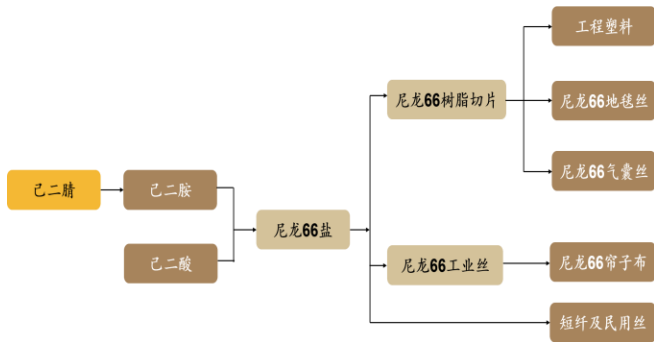 工程塑料
尼龙66树脂切片
尼龙66地毯丝
尼龙66气囊丝
己二腈
己二胺
尼龙66盐
己二酸
尼龙66工业丝
尼龙66帘子布
短纤及民用丝